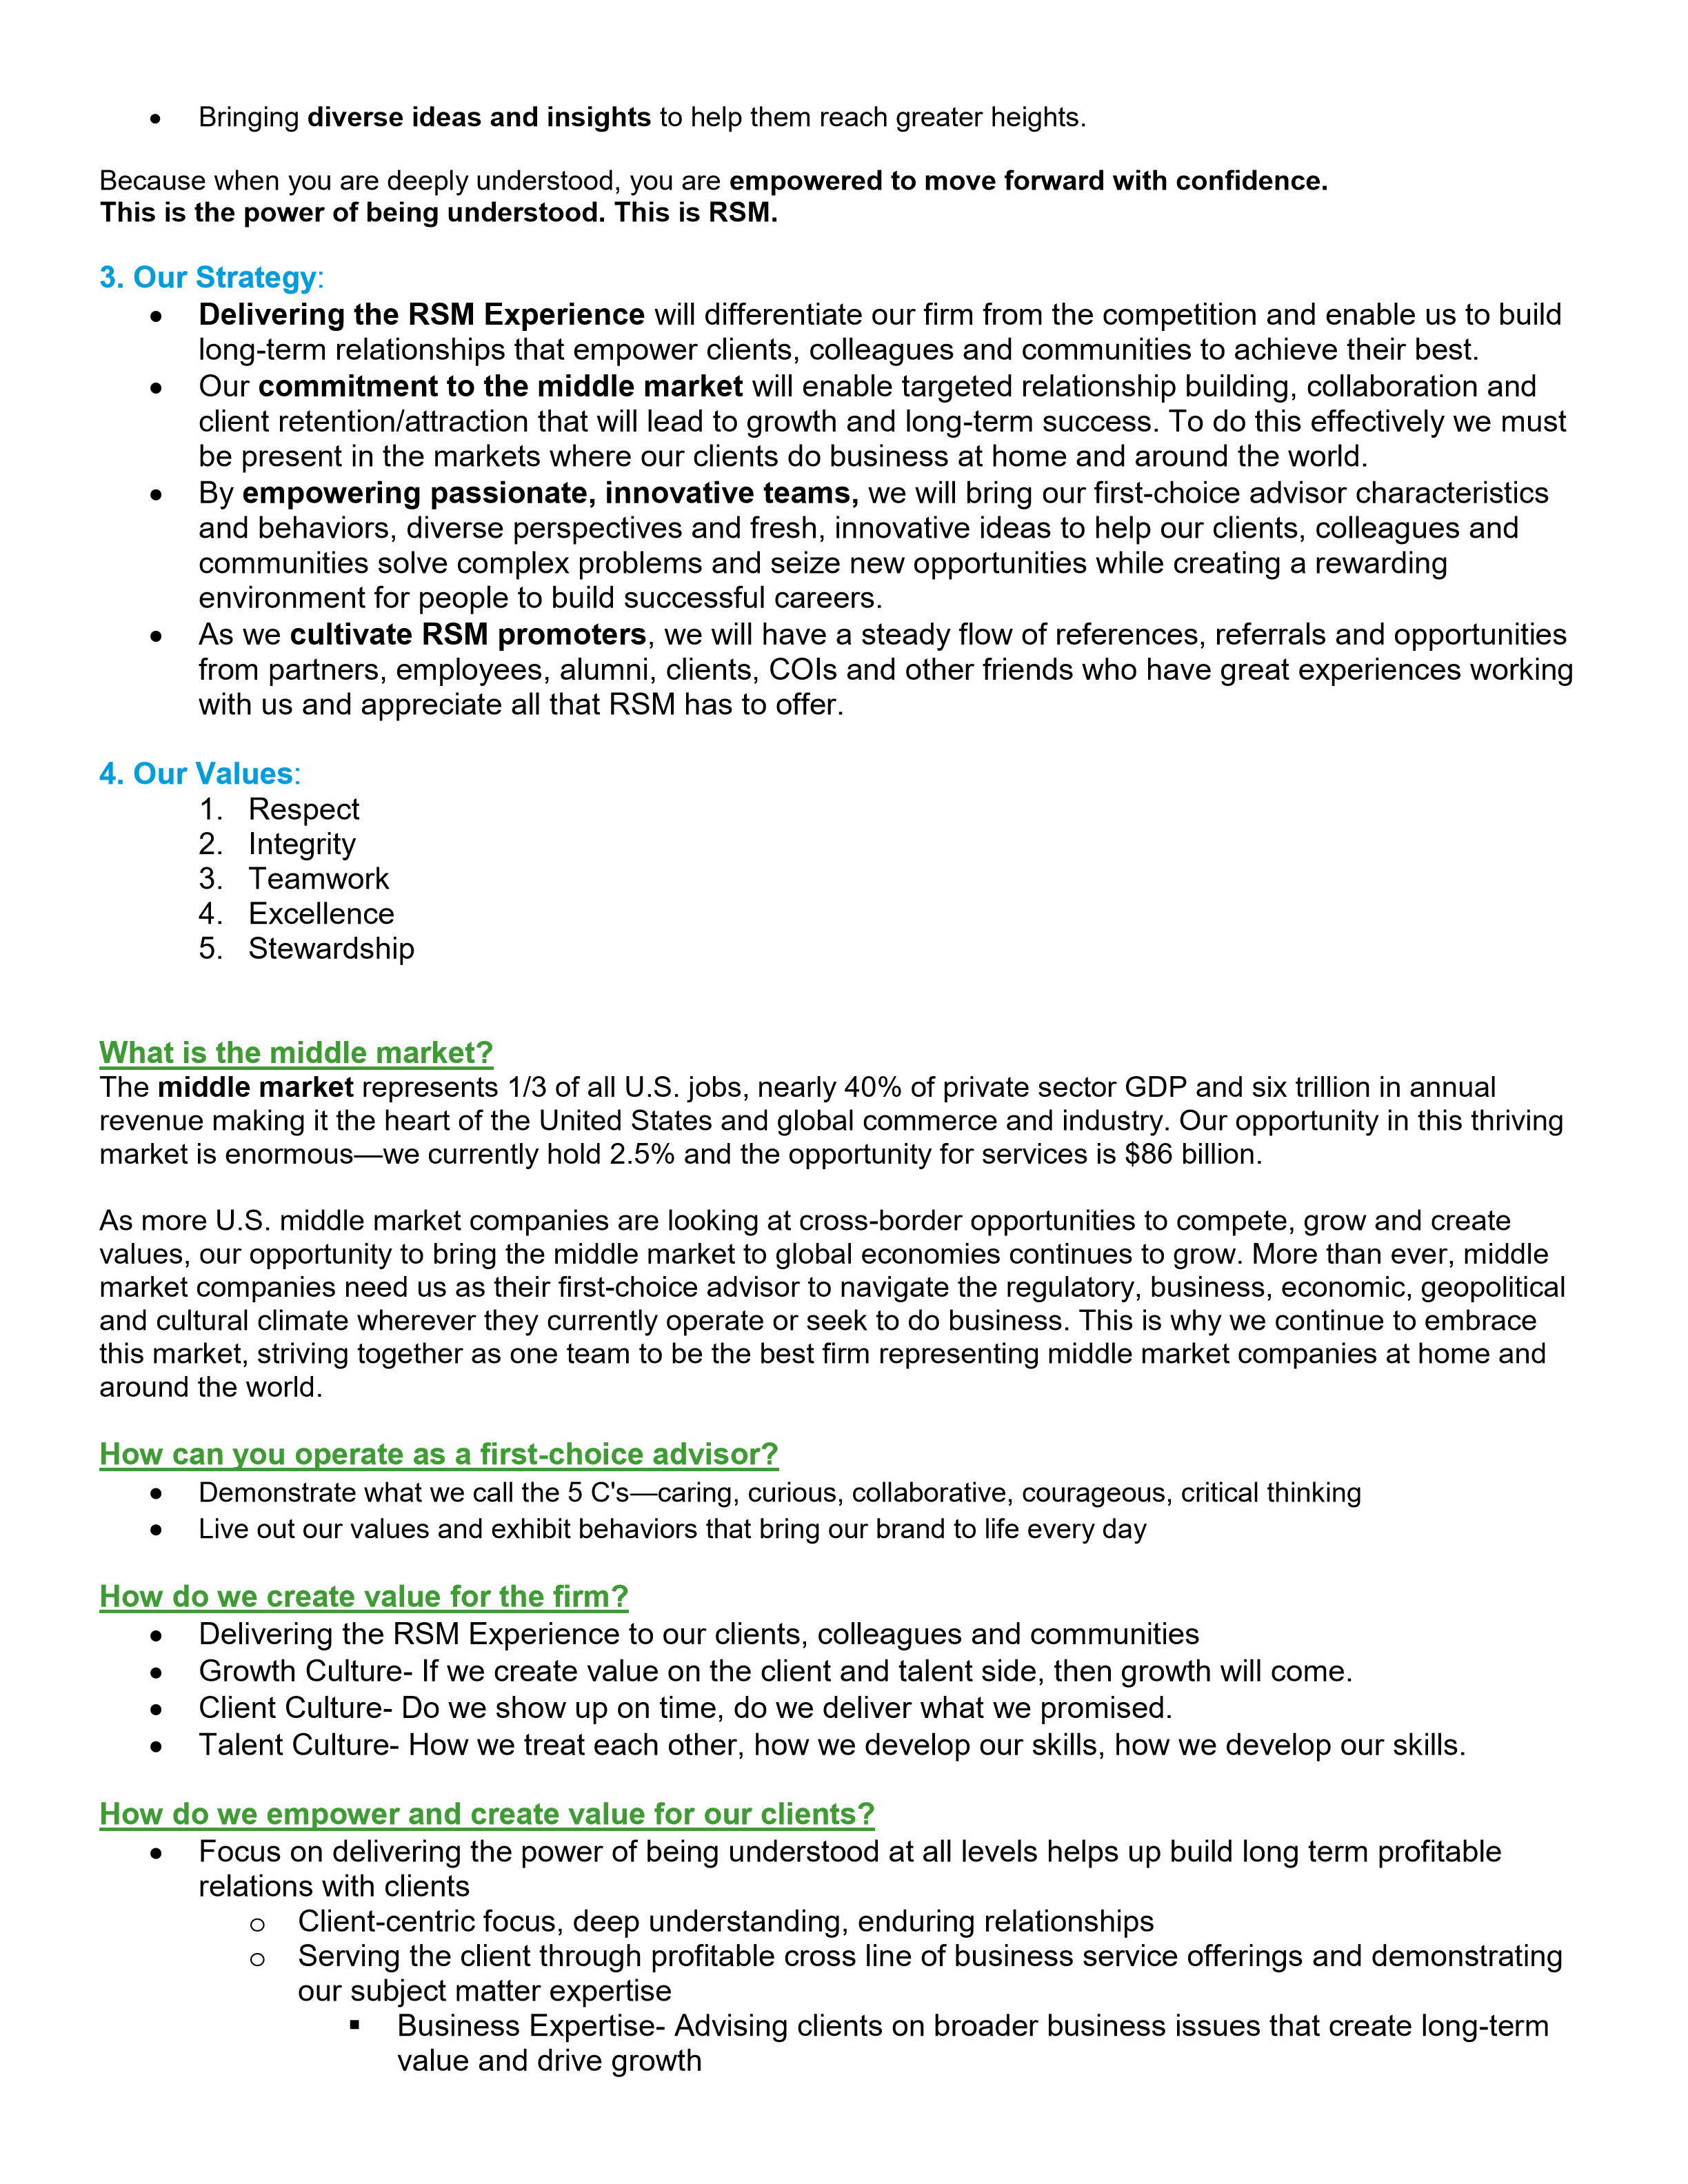 • Bringing diverse ideas and insights to help them reach greater heights.
Because when you are deeply understood, you are empowered to move forward with confidence.
This is the power of being understood. This is RSM.
3. Our Strategy:
• Delivering the RSM Experience will differentiate our firm from the competition and enable us to build
long-term relationships that empower clients, colleagues and communities to achieve their best.
• Our commitment to the middle market will enable targeted relationship building, collaboration and
client retention/attraction that will lead to growth and long-term success. To do this effectively we must
be present in the markets where our clients do business at home and around the world.
• By empowering passionate, innovative teams, we will bring our first-choice advisor characteristics
and behaviors, diverse perspectives and fresh, innovative ideas to help our clients, colleagues and
communities solve complex problems and seize new opportunities while creating a rewarding
environment for people to build successful careers.
• As we cultivate RSM promoters, we will have a steady flow of references, referrals and opportunities
from partners, employees, alumni, clients, COIs and other friends who have great experiences working
with us and appreciate all that RSM has to offer.
4. Our Values:
1. Respect
2. Integrity
3. Teamwork
4. Excellence
5. Stewardship
What is the middle market?
The middle market represents 1/3 of all U.S. jobs, nearly 40% of private sector GDP and six trillion in annual
revenue making it the heart of the United States and global commerce and industry. Our opportunity in this thriving
market is enormous—we currently hold 2.5% and the opportunity for services is $86 billion.
As more U.S. middle market companies are looking at cross-border opportunities to compete, grow and create
values, our opportunity to bring the middle market to global economies continues to grow. More than ever, middle
market companies need us as their first-choice advisor to navigate the regulatory, business, economic, geopolitical
and cultural climate wherever they currently operate or seek to do business. This is why we continue to embrace
this market, striving together as one team to be the best firm representing middle market companies at home and
around the world.
How can you operate as a first-choice advisor?
• Demonstrate what we call the 5 C's—caring, curious, collaborative, courageous, critical thinking
• Live out our values and exhibit behaviors that bring our brand to life every day
How do we create value for the firm?
• Delivering the RSM Experience to our clients, colleagues and communities
• Growth Culture- If we create value on the client and talent side, then growth will come.
• Client Culture- Do we show up on time, do we deliver what we promised.
• Talent Culture- How we treat each other, how we develop our skills, how we develop our skills.
How do we empower and create value for our clients?
• Focus on delivering the power of being understood at all levels helps up build long term profitable
relations with clients
o Client-centric focus, deep understanding, enduring relationships
o Serving the client through profitable cross line of business service offerings and demonstrating
our subject matter expertise
▪ Business Expertise- Advising clients on broader business issues that create long-term
value and drive growth